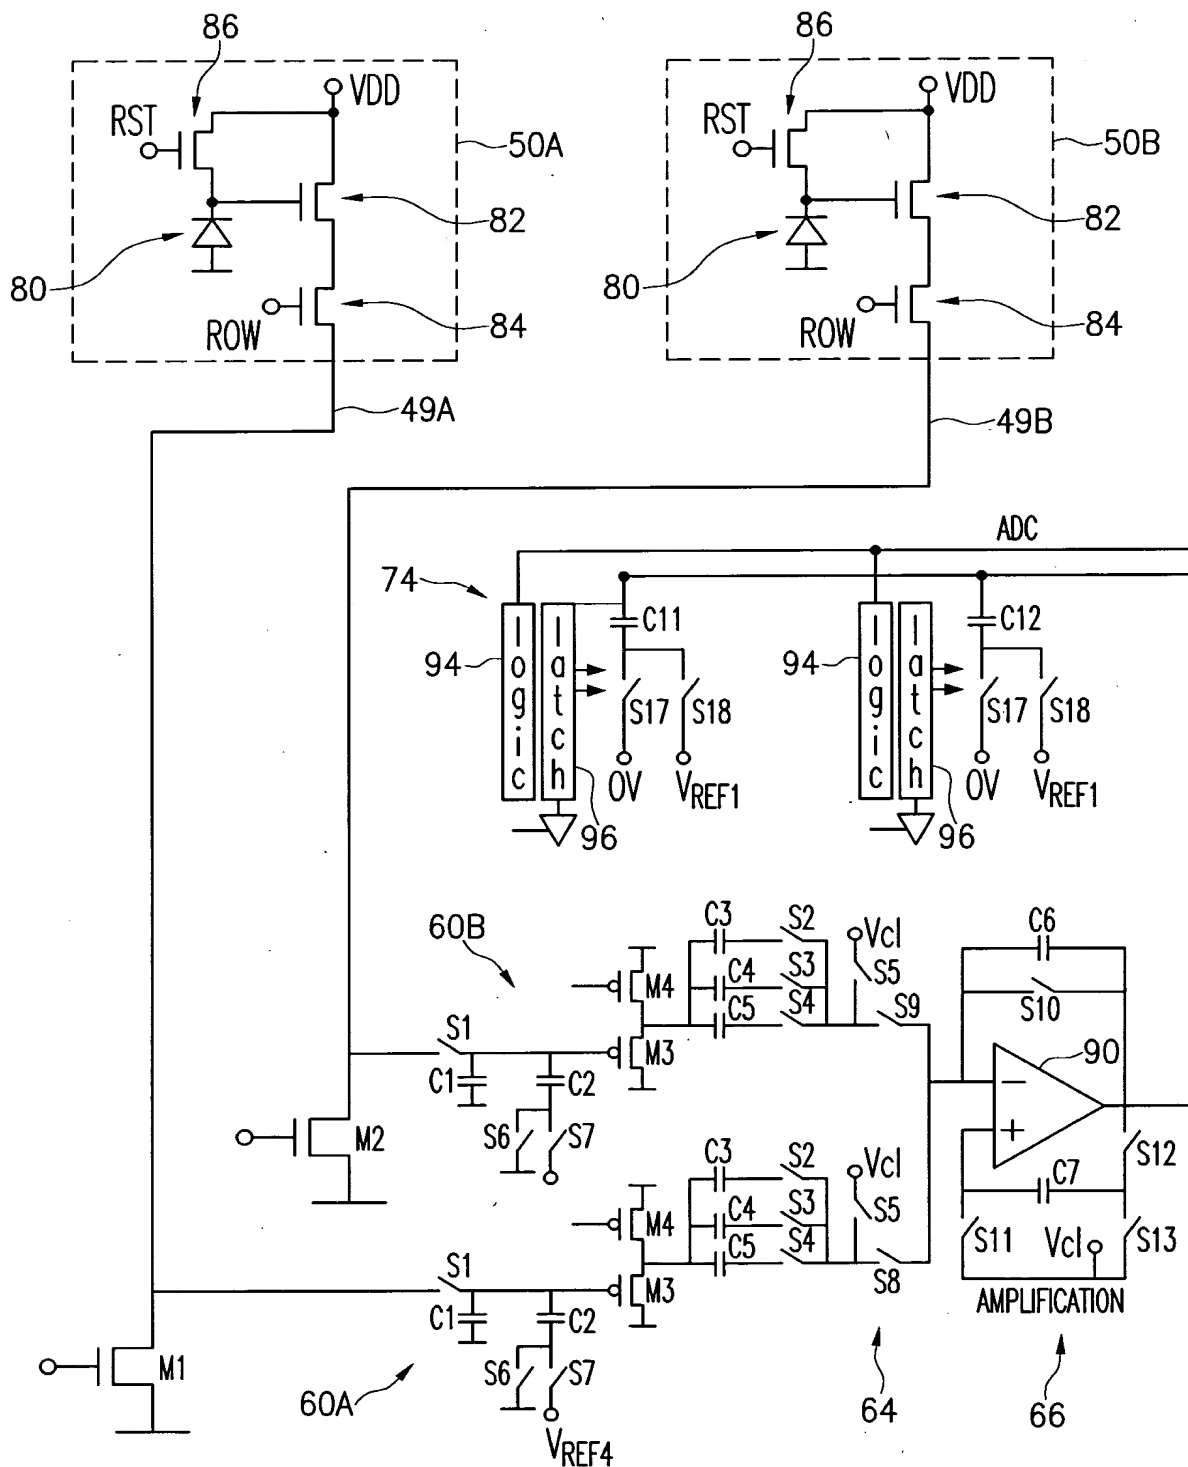 86 86
VDD VDD
RST RST
50A 50B
82 82
80 80
84 84
ROW ROW
49A 49B
ADC
74
C11 C12
94 logic latch 94 logic latch
S17 S18 S17 S18
0V VREF1 0V VREF1
96 96
60B C3 S2 Vcl C6
M4 C4 S3 S5
C5 S4 S9 S10
S1 M3 90
C1 C2 −
M2 S6 S7 C3 S2 Vcl + S12
M4 C4 S3 S5 C7
C5 S4 S11 Vcl S13
S1 M3 S8
C1 C2 AMPLIFICATION
M1 S6 S7
60A 64 66
VREF4